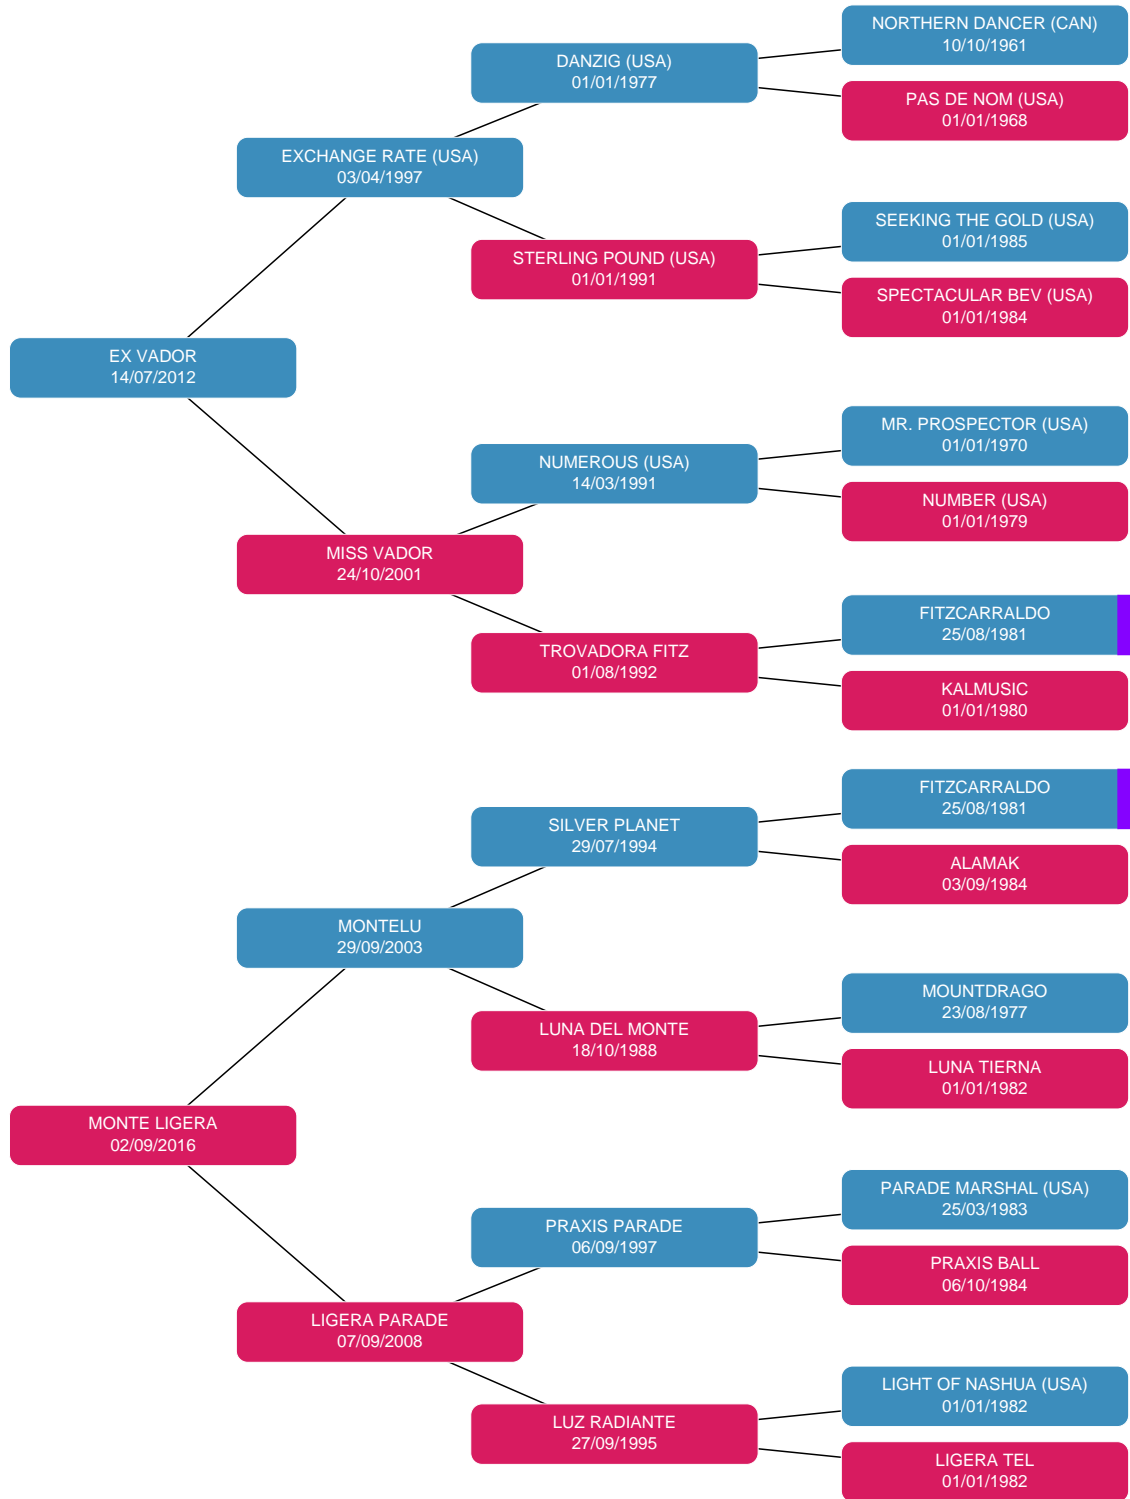 NORTHERN DANCER (CAN)
10/10/1961
DANZIG (USA)
01/01/1977
PAS DE NOM (USA)
01/01/1968
EXCHANGE RATE (USA)
03/04/1997
SEEKING THE GOLD (USA)
01/01/1985
STERLING POUND (USA)
01/01/1991
SPECTACULAR BEV (USA)
01/01/1984
EX VADOR
14/07/2012
MR. PROSPECTOR (USA)
01/01/1970
NUMEROUS (USA)
14/03/1991
NUMBER (USA)
01/01/1979
MISS VADOR
24/10/2001
FITZCARRALDO
25/08/1981
TROVADORA FITZ
01/08/1992
KALMUSIC
01/01/1980
FITZCARRALDO
25/08/1981
SILVER PLANET
29/07/1994
ALAMAK
03/09/1984
MONTELU
29/09/2003
MOUNTDRAGO
23/08/1977
LUNA DEL MONTE
18/10/1988
LUNA TIERNA
01/01/1982
MONTE LIGERA
02/09/2016
PARADE MARSHAL (USA)
25/03/1983
PRAXIS PARADE
06/09/1997
PRAXIS BALL
06/10/1984
LIGERA PARADE
07/09/2008
LIGHT OF NASHUA (USA)
01/01/1982
LUZ RADIANTE
27/09/1995
LIGERA TEL
01/01/1982